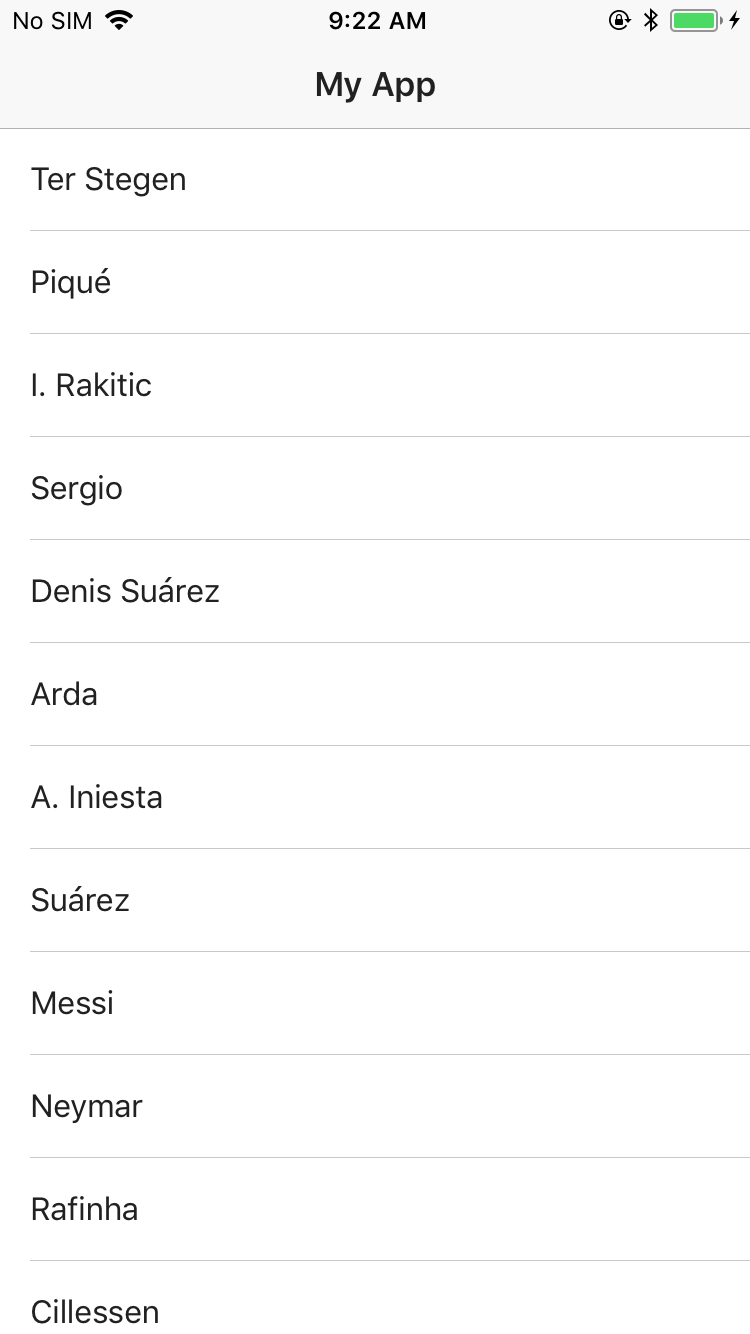 No SIM 9:22 AM
My App
Ter Stegen
Piqué
I. Rakitic
Sergio
Denis Suárez
Arda
A. Iniesta
Suárez
Messi
Neymar
Rafinha
Cillessen